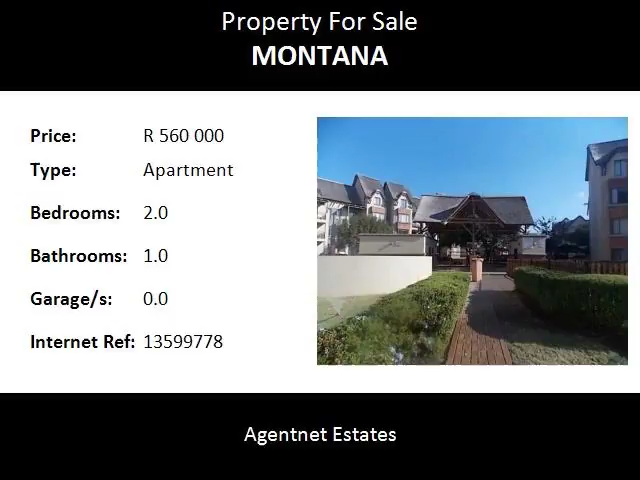 Property For Sale
MONTANA
Price: R 560 000
Type: Apartment
Bedrooms: 2.0
Bathrooms: 1.0
Garage/s: 0.0
Internet Ref: 13599778
Agentnet Estates